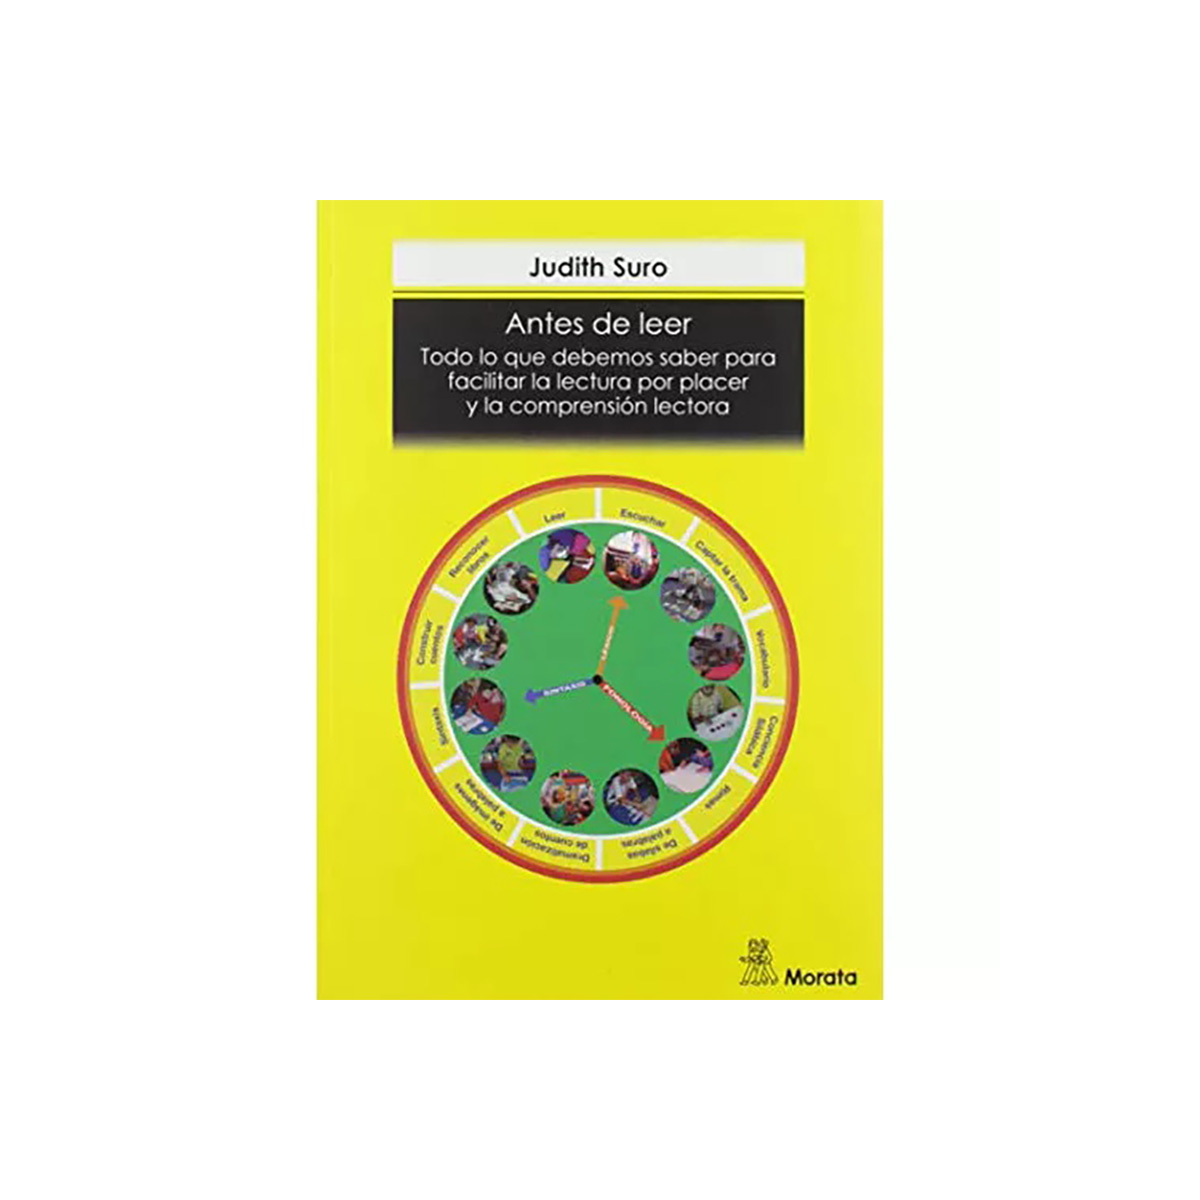 Judith Suro
Antes de leer
Todo lo que debemos saber para
facilitar la lectura por placer
y la comprensión lectora
Leer
Escuchar
Captar la trama
Vocabulario
Conciencia
Silábica
Rimas
De sílabas
a palabras
Dramatización
de cuentos
De imágenes
a palabras
Sintaxis
Construir
cuentos
Reconocer
libros
LÉXICO
SINTAXIS
FONOLOGÍA
Morata